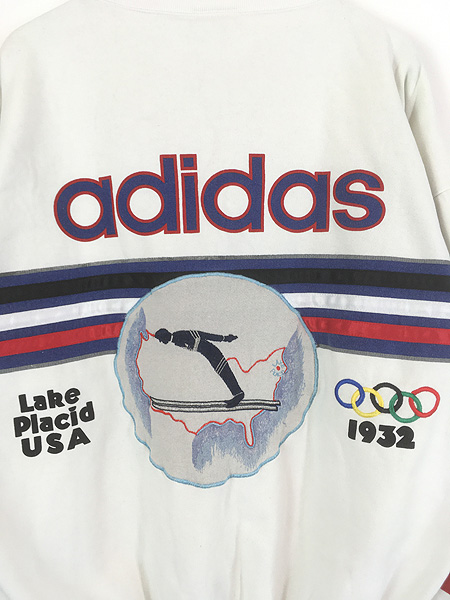 adidas
Lake
Placid
USA
1932